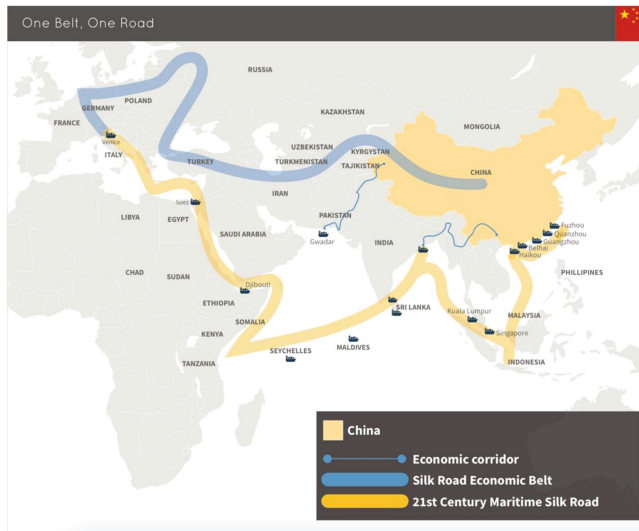 One Belt, One Road
RUSSIA
POLAND
GERMANY
FRANCE
KAZAKHSTAN
MONGOLIA
Venice
ITALY
UZBEKISTAN
KYRGYSTAN
TURKEY
TURKMENISTAN
TAJIKISTAN
CHINA
IRAN
Suez
PAKISTAN
LIBYA
EGYPT
Fuzhou
SAUDI ARABIA
Gwadar
INDIA
Quanzhou
Guangzhou
Belhai
Haikou
CHAD
SUDAN
PHILLIPINES
Djibouti
ETHIOPIA
SRI LANKA
Kuala Lumpur
MALAYSIA
SOMALIA
KENYA
Singapore
MALDIVES
SEYCHELLES
TANZANIA
INDONESIA
China
Economic corridor
Silk Road Economic Belt
21st Century Maritime Silk Road